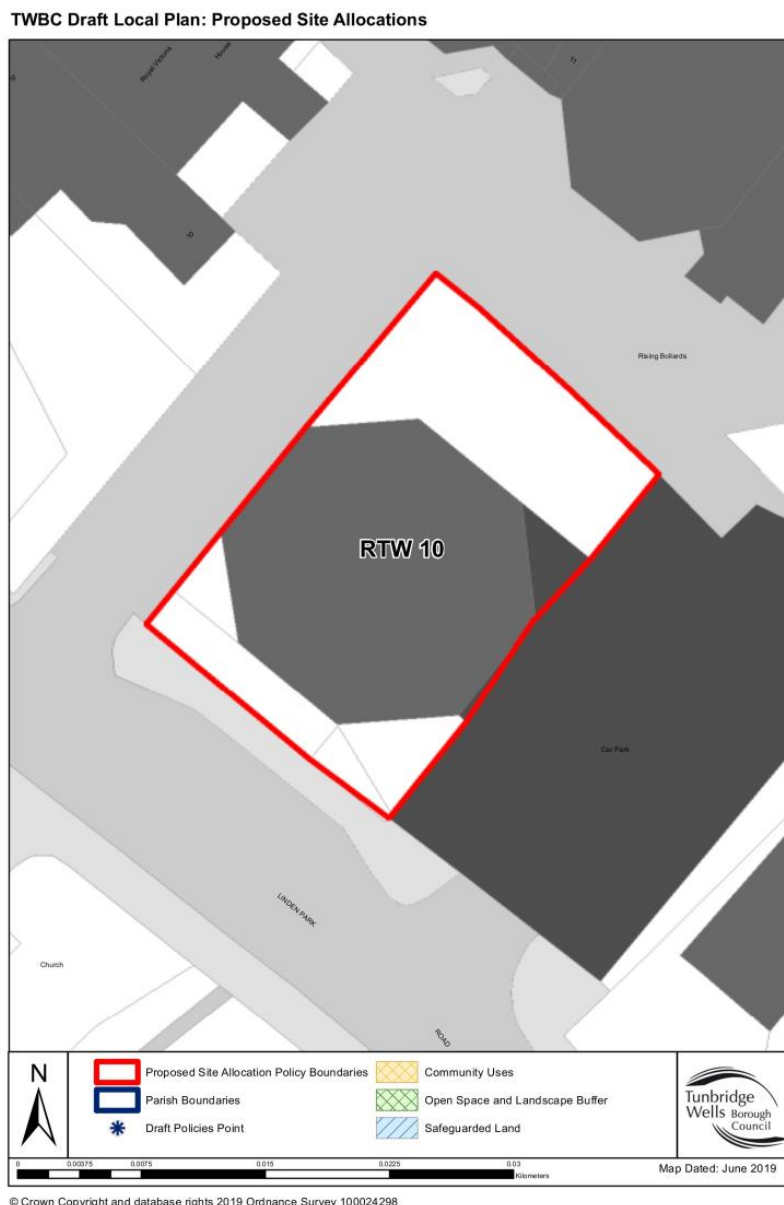 TWBC Draft Local Plan: Proposed Site Allocations
Royal Victoria
House
11
10
Rising Bollards
RTW 10
Car Park
LINDEN PARK
Church
ROAD
N
Proposed Site Allocation Policy Boundaries
Parish Boundaries
Draft Policies Point
Community Uses
Open Space and Landscape Buffer
Safeguarded Land
Tunbridge
Wells Borough
Council
0 0.00375 0.0075 0.015 0.0225 0.03
Kilometers
Map Dated: June 2019
© Crown Copyright and database rights 2019 Ordnance Survey 100024298